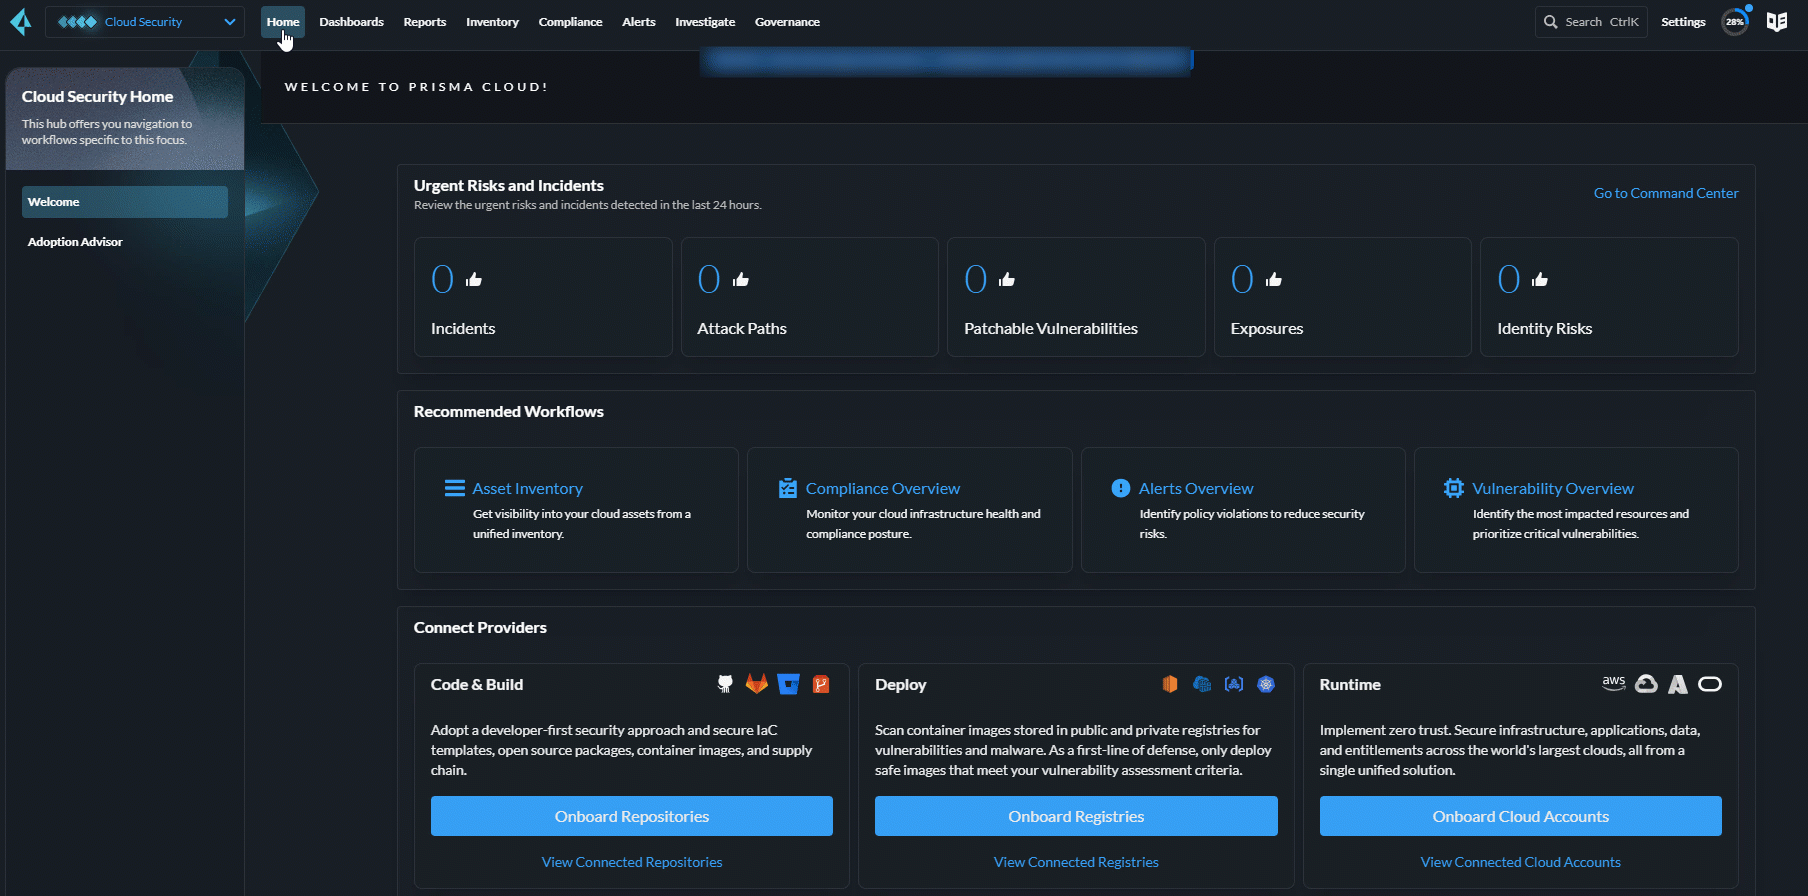 Cloud Security
Home
Dashboards
Reports
Inventory
Compliance
Alerts
Investigate
Governance
Search CtrlK
Settings
28%
Cloud Security Home
This hub offers you navigation to
workflows specific to this focus.
Welcome
Adoption Advisor
WELCOME TO PRISMA CLOUD!
Urgent Risks and Incidents
Review the urgent risks and incidents detected in the last 24 hours.
Go to Command Center
0
Incidents
0
Attack Paths
0
Patchable Vulnerabilities
0
Exposures
0
Identity Risks
Recommended Workflows
Asset Inventory
Get visibility into your cloud assets from a
unified inventory.
Compliance Overview
Monitor your cloud infrastructure health and
compliance posture.
Alerts Overview
Identify policy violations to reduce security
risks.
Vulnerability Overview
Identify the most impacted resources and
prioritize critical vulnerabilities.
Connect Providers
Code & Build
Adopt a developer-first security approach and secure IaC
templates, open source packages, container images, and supply
chain.
Onboard Repositories
View Connected Repositories
Deploy
Scan container images stored in public and private registries for
vulnerabilities and malware. As a first-line of defense, only deploy
safe images that meet your vulnerability assessment criteria.
Onboard Registries
View Connected Registries
Runtime
aws
Implement zero trust. Secure infrastructure, applications, data,
and entitlements across the world's largest clouds, all from a
single unified solution.
Onboard Cloud Accounts
View Connected Cloud Accounts